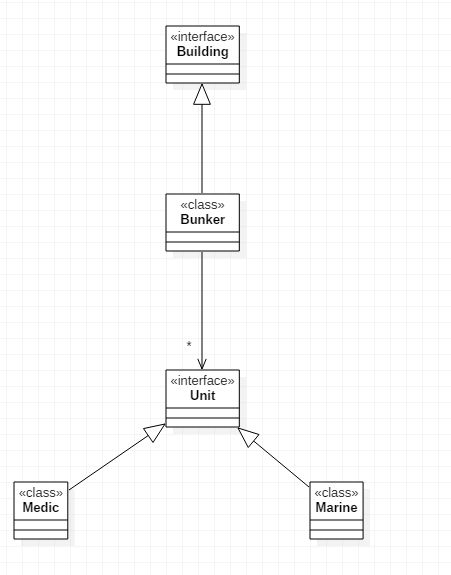 «interface»
Building
«class»
Bunker
*
«interface»
Unit
«class»
Medic
«class»
Marine